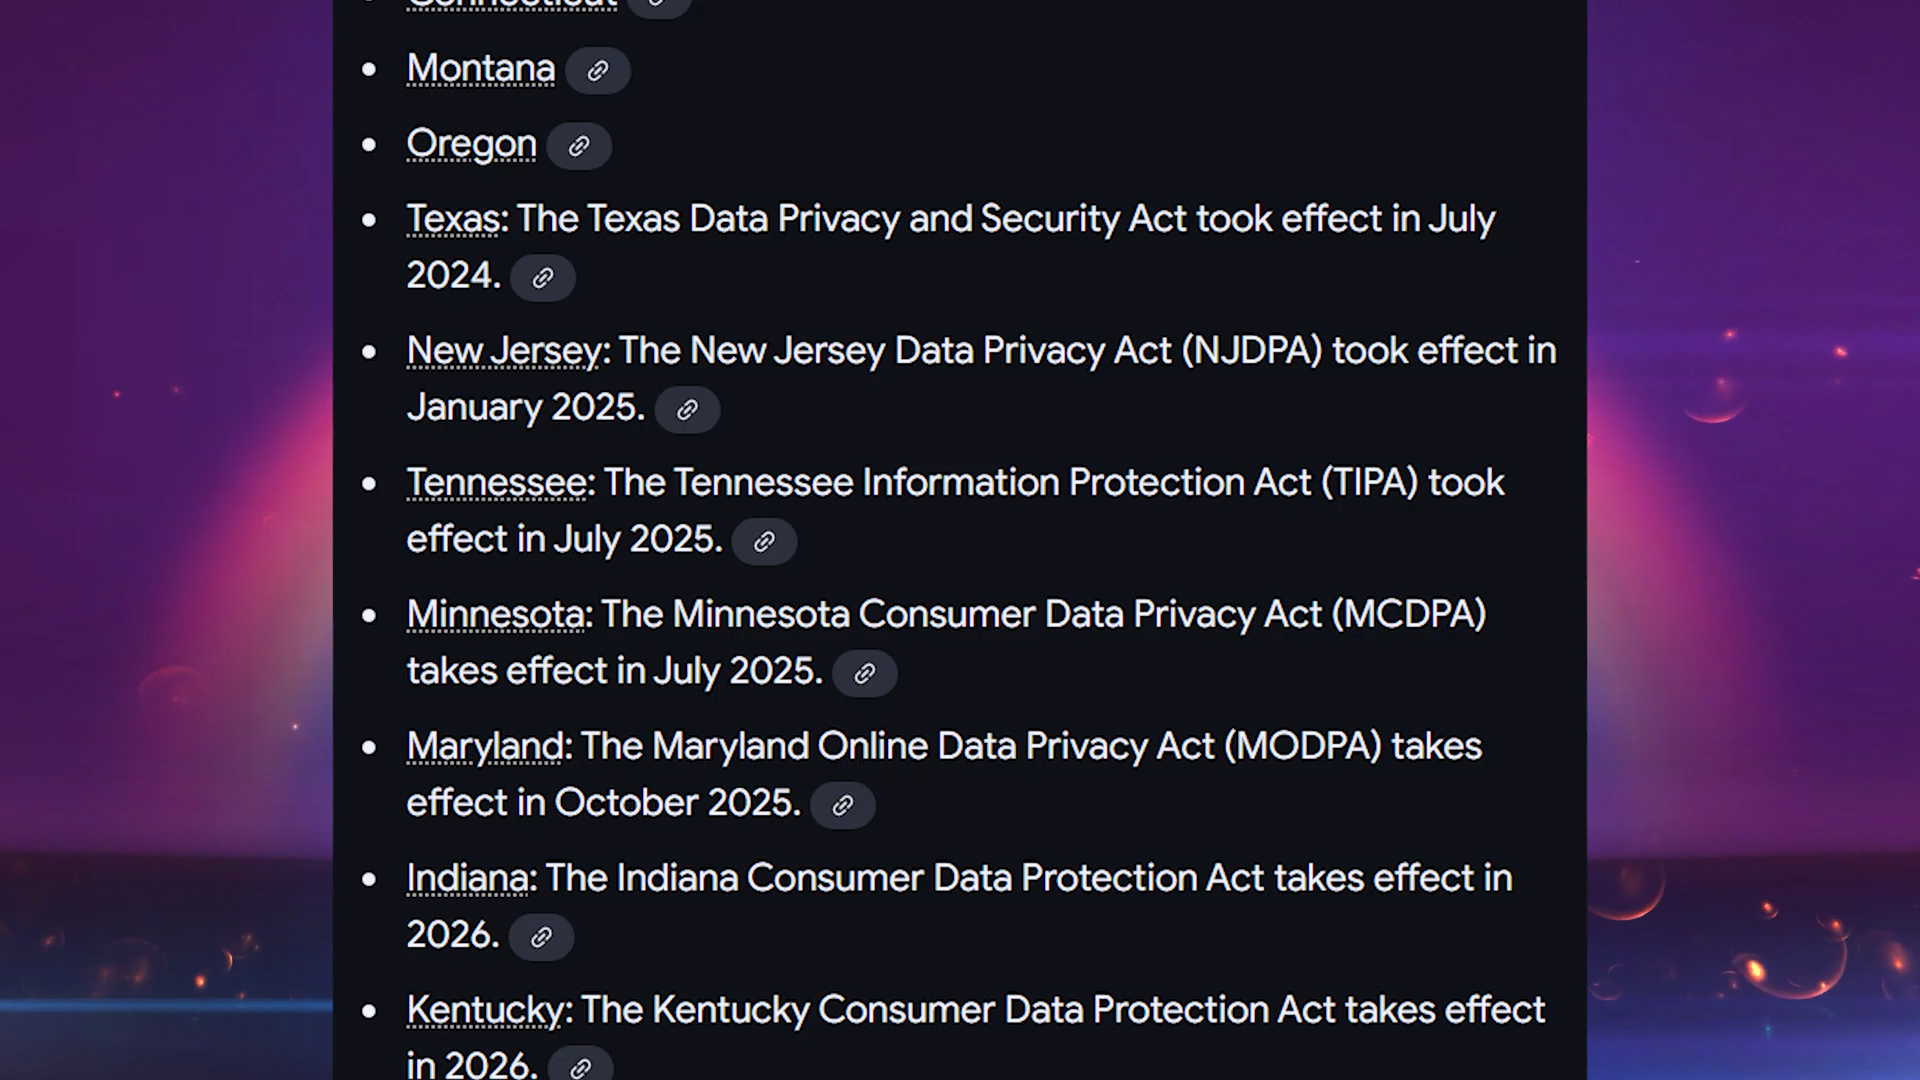 Connecticut
Montana
Oregon
Texas: The Texas Data Privacy and Security Act took effect in July
2024.
New Jersey: The New Jersey Data Privacy Act (NJDPA) took effect in
January 2025.
Tennessee: The Tennessee Information Protection Act (TIPA) took
effect in July 2025.
Minnesota: The Minnesota Consumer Data Privacy Act (MCDPA)
takes effect in July 2025.
Maryland: The Maryland Online Data Privacy Act (MODPA) takes
effect in October 2025.
Indiana: The Indiana Consumer Data Protection Act takes effect in
2026.
Kentucky: The Kentucky Consumer Data Protection Act takes effect
in 2026.